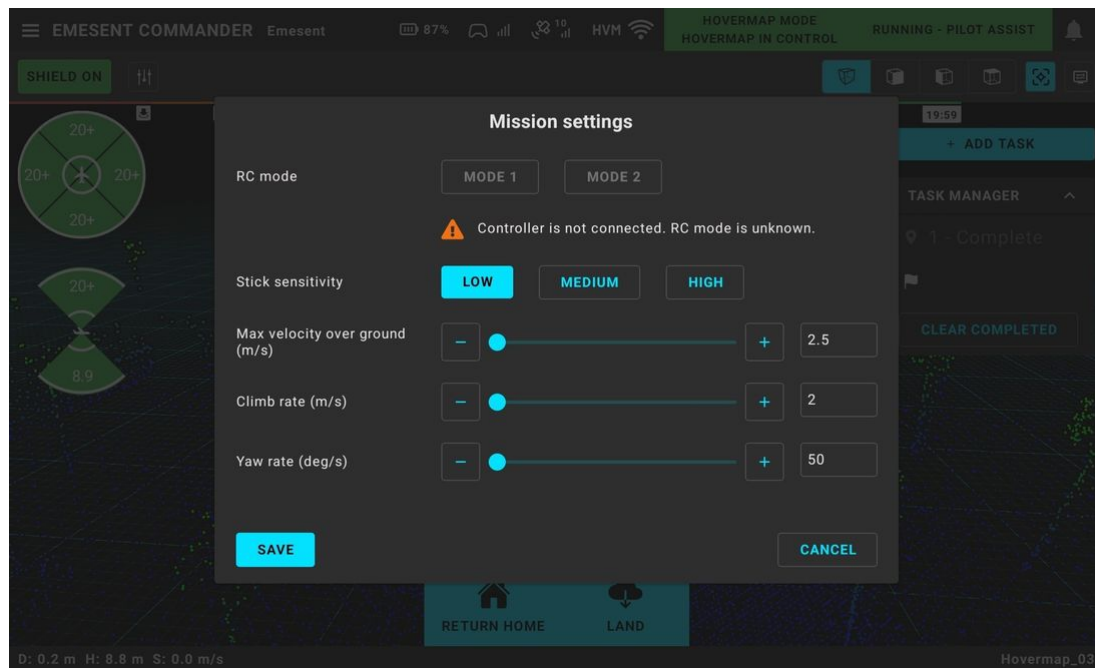 EMESENT COMMANDER Emesent 87% 10 HVM HOVERMAP MODE RUNNING - PILOT ASSIST
HOVERMAP IN CONTROL
SHIELD ON
19:59
20+
20+ 20+
20+
+ ADD TASK
Mission settings
RC mode MODE 1 MODE 2
TASK MANAGER
Controller is not connected. RC mode is unknown.
1 - Complete
Stick sensitivity LOW MEDIUM HIGH
20+
CLEAR COMPLETED
Max velocity over ground
(m/s)
− + 2.5
8.9
Climb rate (m/s) − + 2
Yaw rate (deg/s) − + 50
SAVE CANCEL
RETURN HOME LAND
D: 0.2 m H: 8.8 m S: 0.0 m/s Hovermap_03